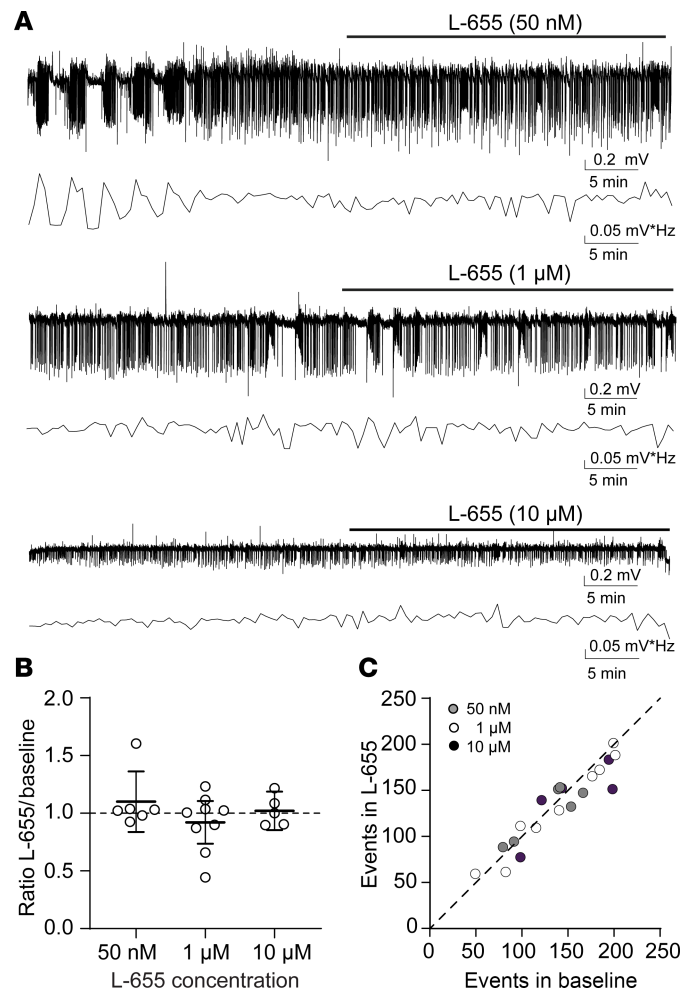 A
L-655 (50 nM)
0.2 mV
5 min
0.05 mV*Hz
5 min
L-655 (1 µM)
0.2 mV
5 min
0.05 mV*Hz
5 min
L-655 (10 µM)
0.2 mV
5 min
0.05 mV*Hz
5 min
B
Ratio L-655/baseline
2.0
1.5
1.0
0.5
0.0
50 nM 1 µM 10 µM
L-655 concentration
C
Events in L-655
250
200
150
100
50
0
50 nM
1 µM
10 µM
0 50 100 150 200 250
Events in baseline